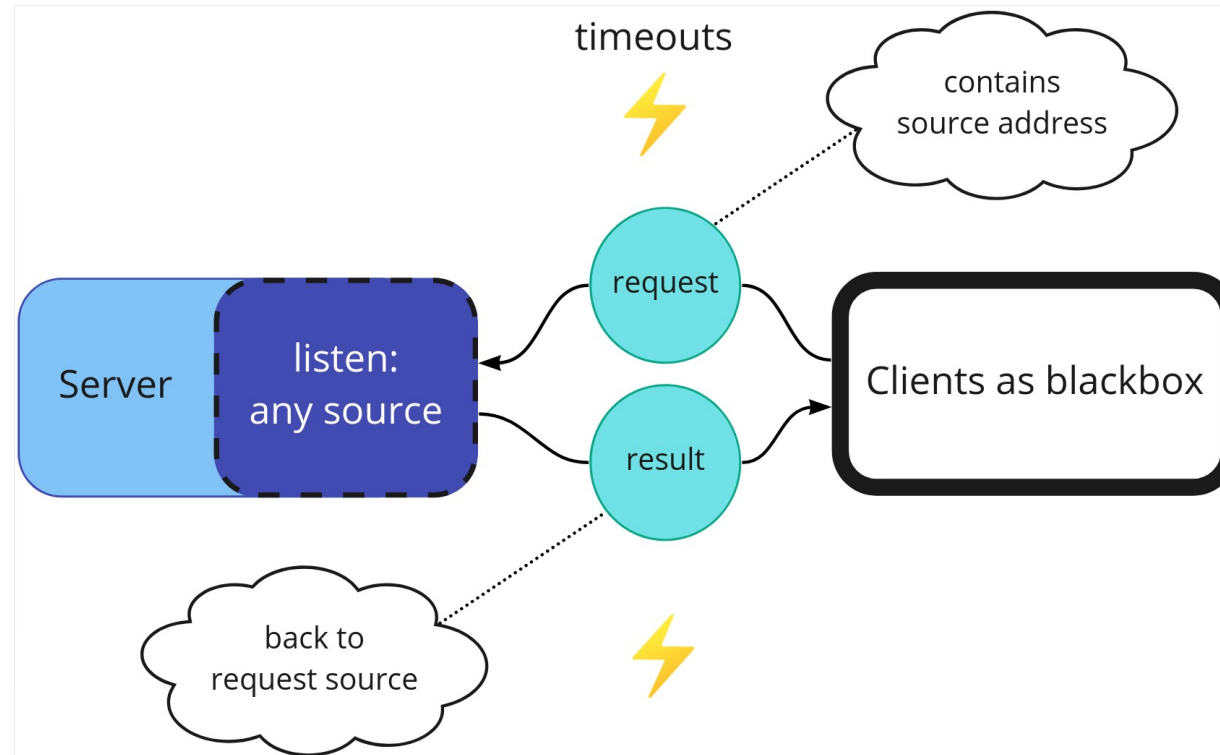 timeouts
contains
source address
request
Server
listen:
any source
Clients as blackbox
result
back to
request source